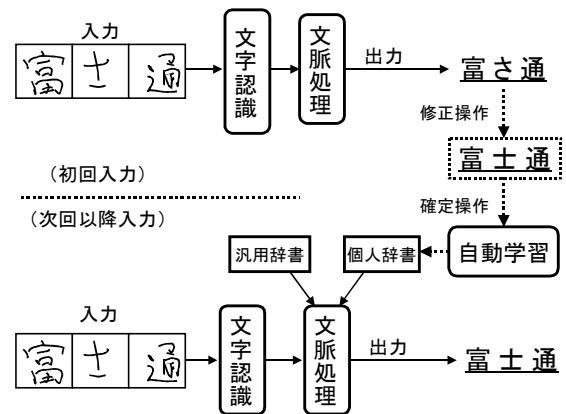 入力
富士通
文字認識
文脈処理
出力
富さ通
修正操作
富士通
(初回入力)
(次回以降入力)
確定操作
自動学習
汎用辞書
個人辞書
入力
富士通
文字認識
文脈処理
出力
富士通